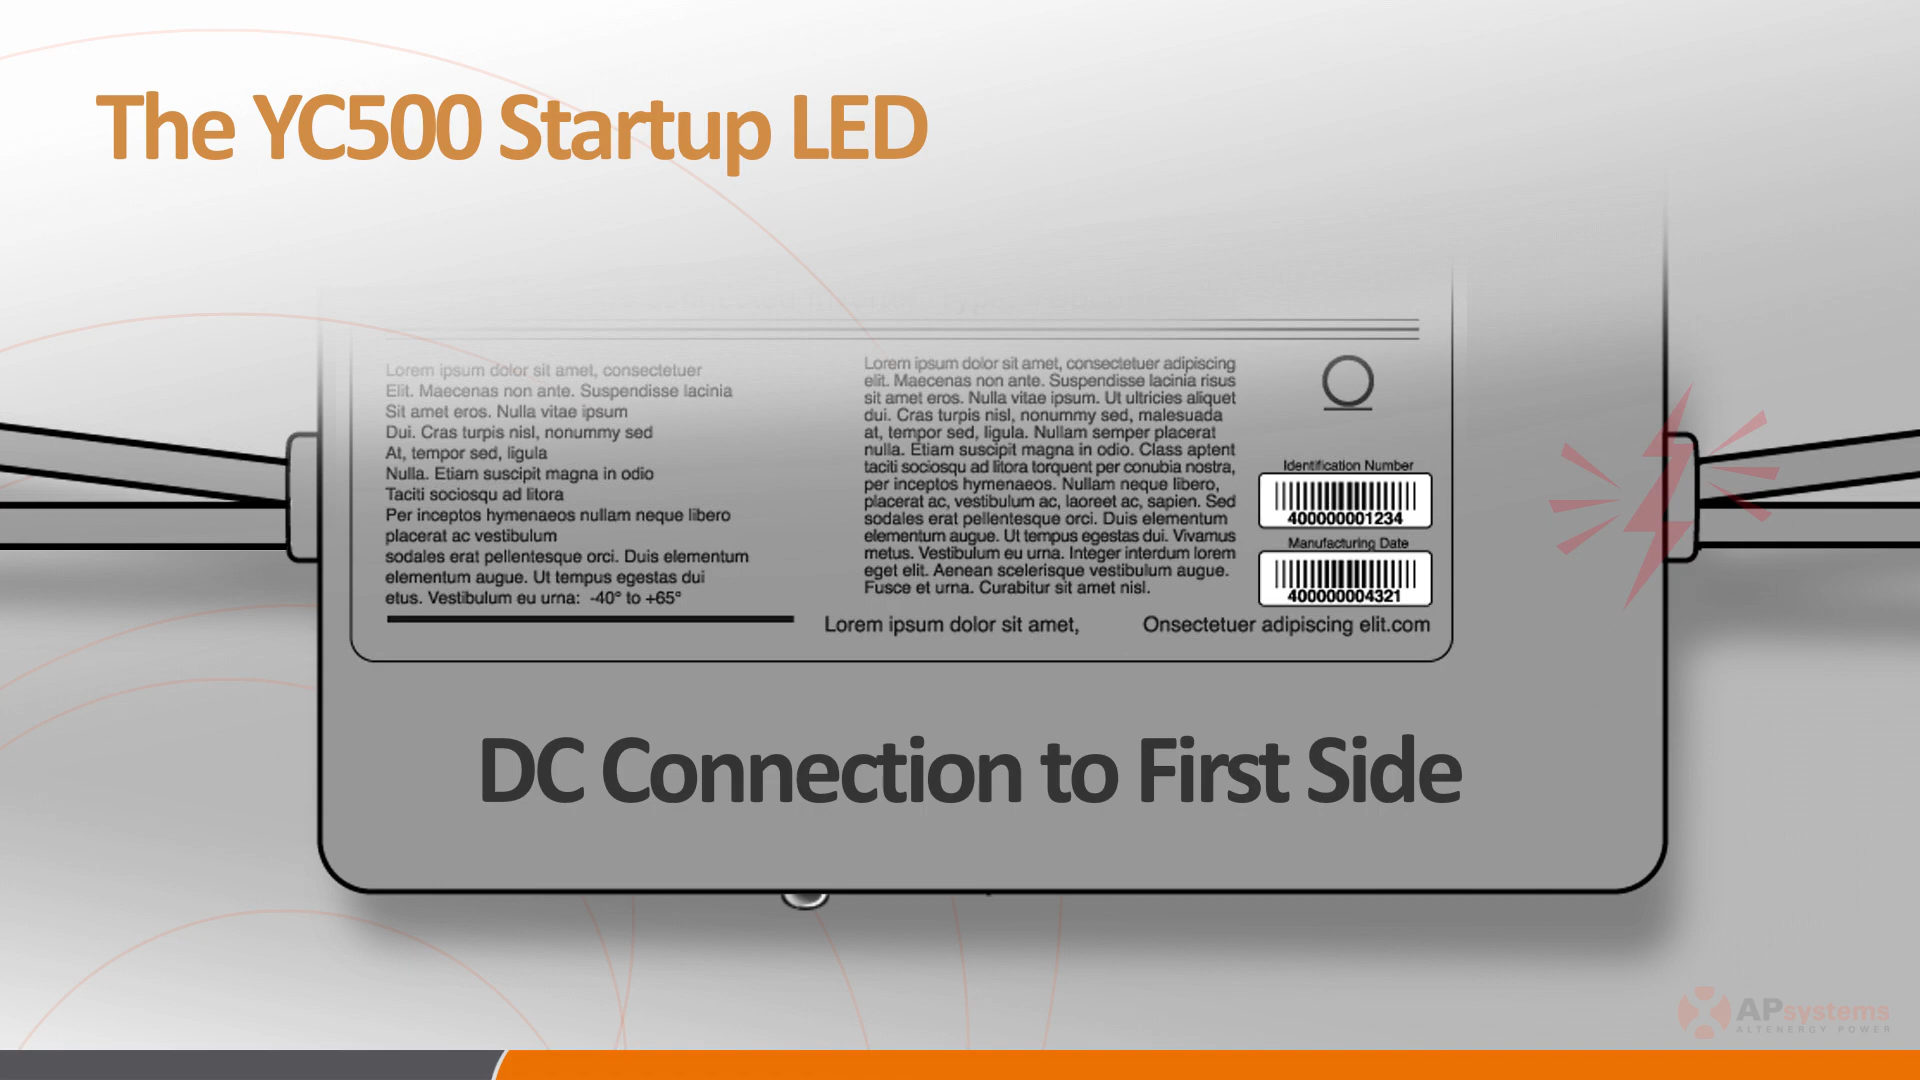 The YC500 Startup LED
Lorem ipsum dolor sit amet, consectetuer
Elit. Maecenas non ante. Suspendisse lacinia
Sit amet eros. Nulla vitae ipsum
Dui. Cras turpis nisl, nonummy sed
At, tempor sed, ligula
Nulla. Etiam suscipit magna in odio
Taciti sociosqu ad litora
Per inceptos hymenaeos nullam neque libero
placerat ac vestibulum
sodales erat pellentesque orci. Duis elementum
elementum augue. Ut tempus egestas dui
etus. Vestibulum eu urna: -40° to +65°
Lorem ipsum dolor sit amet, consectetuer adipiscing
elit. Maecenas non ante. Suspendisse lacinia risus
sit amet eros. Nulla vitae ipsum. Ut ultricies aliquet
dui. Cras turpis nisl, nonummy sed, malesuada
at, tempor sed, ligula. Nullam semper placerat
nulla. Etiam suscipit magna in odio. Class aptent
taciti sociosqu ad litora torquent per conubia nostra,
per inceptos hymenaeos. Nullam neque libero,
placerat ac, vestibulum ac, laoreet ac, sapien. Sed
sodales erat pellentesque orci. Duis elementum
elementum augue. Ut tempus egestas dui. Vivamus
metus. Vestibulum eu urna. Integer interdum lorem
eget elit. Aenean scelerisque vestibulum augue.
Fusce et urna. Curabitur sit amet nisl.
Identification Number
400000001234
Manufacturing Date
400000004321
Lorem ipsum dolor sit amet,
Onsectetuer adipiscing elit.com
DC Connection to First Side
APsystems
ALTENERGY POWER